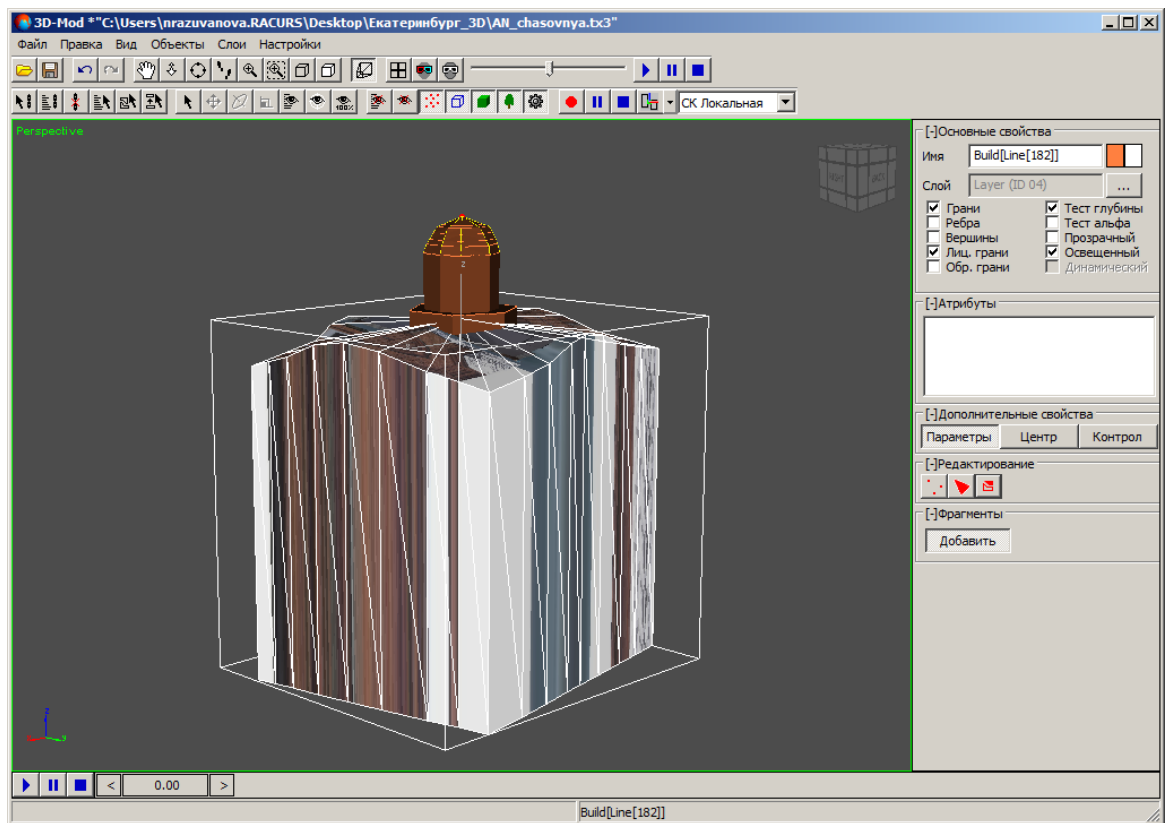 3D-Mod *"C:\Users\nrazuvanova.RACURS\Desktop\Екатеринбург_3D\AN_chasovnya.tx3"
Файл Правка Вид Объекты Слои Настройки
100%
СК Локальная
Perspective
[-]Основные свойства
Имя Build[Line[182]]
Слой Layer (ID 04) ...
Грани Тест глубины
Ребра Тест альфа
Вершины Прозрачный
Лиц. грани Освещенный
Обр. грани Динамический
[-]Атрибуты
[-]Дополнительные свойства
Параметры Центр Контрол
[-]Редактирование
[-]Фрагменты
Добавить
z
z
< 0.00 >
Build[Line[182]]